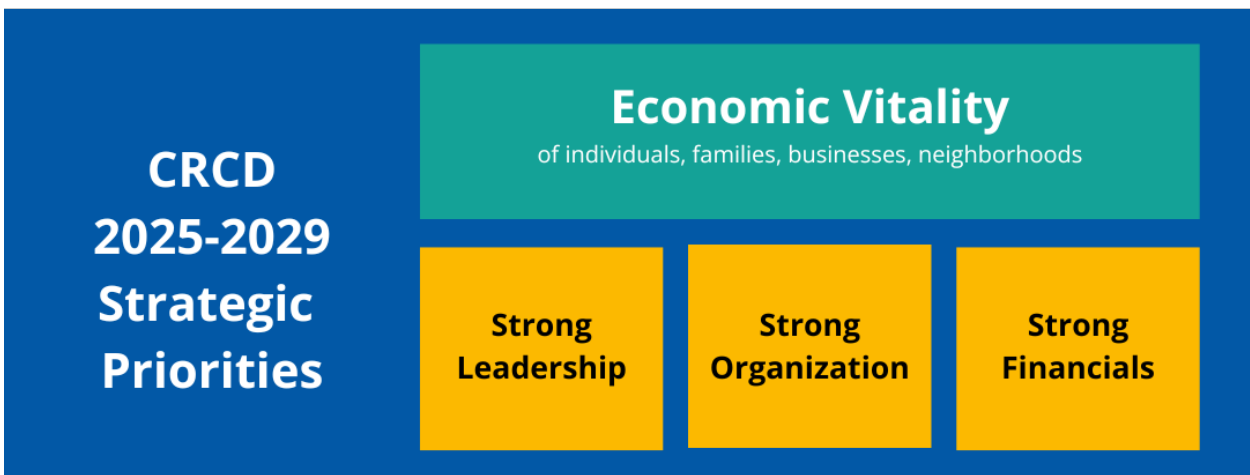 CRCD
2025-2029
Strategic
Priorities
Economic Vitality
of individuals, families, businesses, neighborhoods
Strong
Leadership
Strong
Organization
Strong
Financials